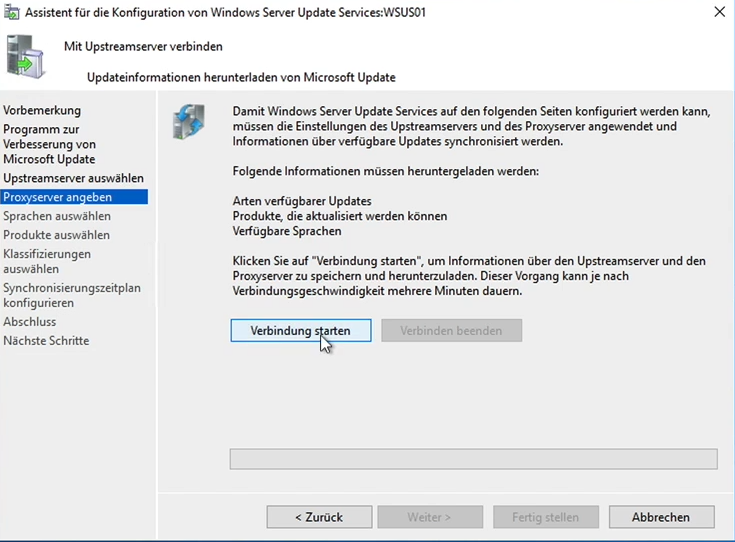 Assistent für die Konfiguration von Windows Server Update Services:WSUS01
Mit Upstreamserver verbinden
Updateinformationen herunterladen von Microsoft Update
Vorbemerkung
Programm zur
Verbesserung von
Microsoft Update
Upstreamserver auswählen
Proxyserver angeben
Sprachen auswählen
Produkte auswählen
Klassifizierungen
auswählen
Synchronisierungszeitplan
konfigurieren
Abschluss
Nächste Schritte
Damit Windows Server Update Services auf den folgenden Seiten konfiguriert werden kann,
müssen die Einstellungen des Upstreamservers und des Proxyserver angewendet und
Informationen über verfügbare Updates synchronisiert werden.
Folgende Informationen müssen heruntergeladen werden:
Arten verfügbarer Updates
Produkte, die aktualisiert werden können
Verfügbare Sprachen
Klicken Sie auf "Verbindung starten", um Informationen über den Upstreamserver und den
Proxyserver zu speichern und herunterzuladen. Dieser Vorgang kann je nach
Verbindungsgeschwindigkeit mehrere Minuten dauern.
Verbindung starten
Verbinden beenden
< Zurück
Weiter >
Fertig stellen
Abbrechen